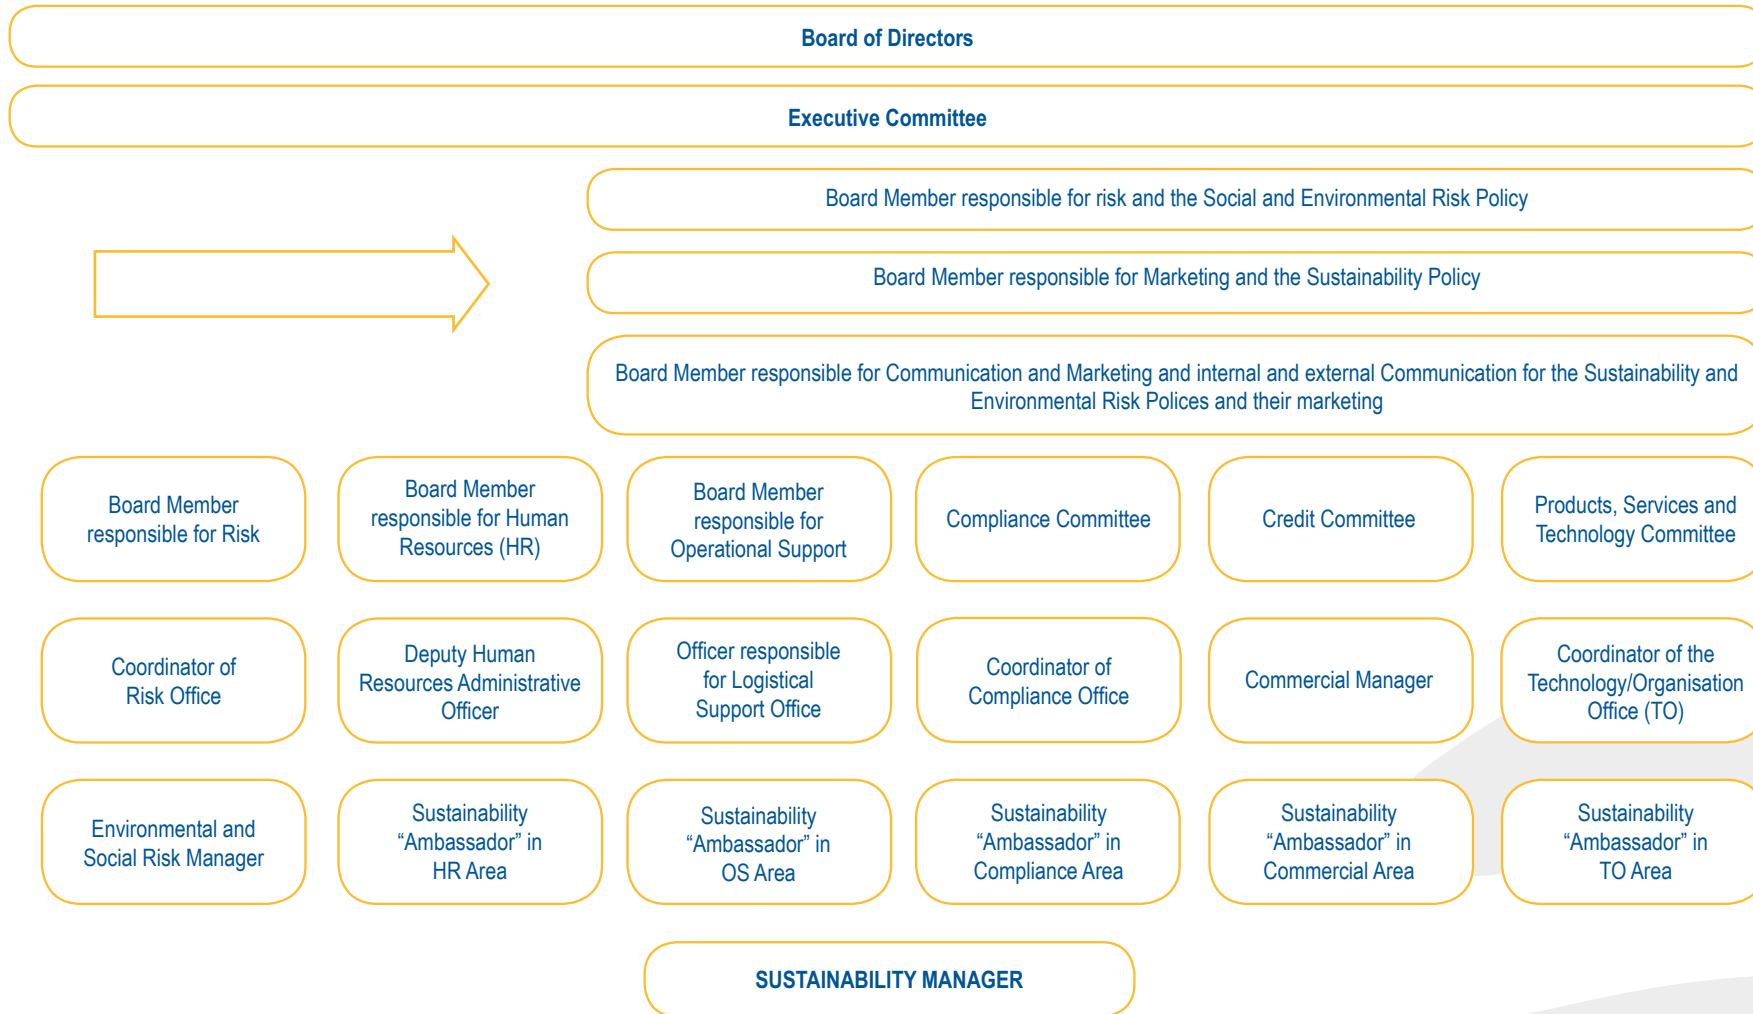 Board of Directors
Executive Committee
Board Member responsible for risk and the Social and Environmental Risk Policy
Board Member responsible for Marketing and the Sustainability Policy
Board Member responsible for Communication and Marketing and internal and external Communication for the Sustainability and
Environmental Risk Polices and their marketing
Board Member
responsible for Risk
Board Member
responsible for Human
Resources (HR)
Board Member
responsible for
Operational Support
Compliance Committee
Credit Committee
Products, Services and
Technology Committee
Coordinator of
Risk Office
Deputy Human
Resources Administrative
Officer
Officer responsible
for Logistical
Support Office
Coordinator of
Compliance Office
Commercial Manager
Coordinator of the
Technology/Organisation
Office (TO)
Environmental and
Social Risk Manager
Sustainability
“Ambassador” in
HR Area
Sustainability
“Ambassador” in
OS Area
Sustainability
“Ambassador” in
Compliance Area
Sustainability
“Ambassador” in
Commercial Area
Sustainability
“Ambassador” in
TO Area
SUSTAINABILITY MANAGER